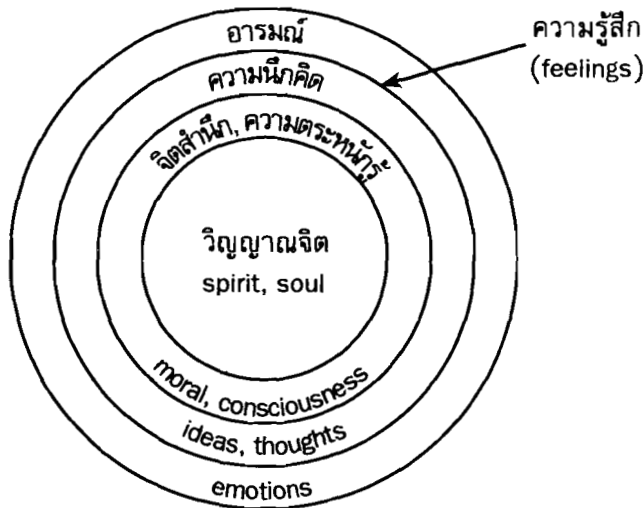 อารมณ์
ความรู้สึก
(feelings)
ความนึกคิด
จิตสำนึก, ความตระหนักรู้
วิญญาณจิต
spirit, soul
moral, consciousness
ideas, thoughts
emotions